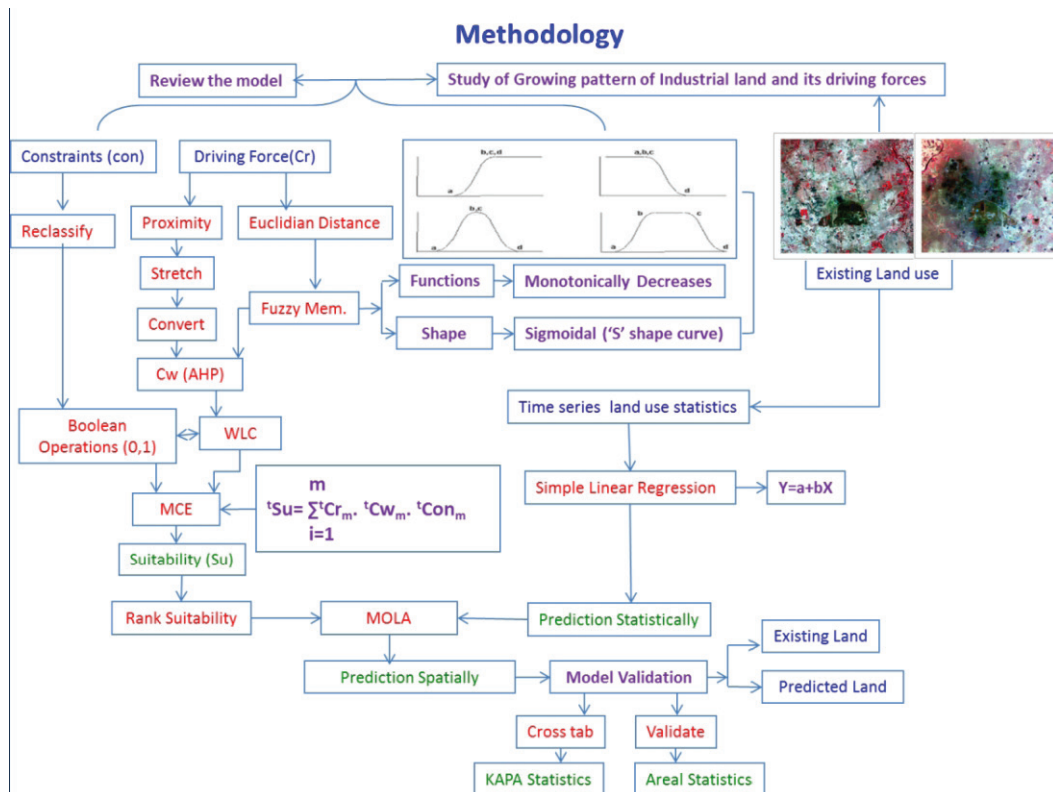 Methodology
Review the model
Study of Growing pattern of Industrial land and its driving forces
Constraints (con)
Driving Force(Cr)
b,c,d
a
a,b,c
d
b,c
a
d
b
c
a
d
Reclassify
Proximity
Euclidian Distance
Existing Land use
Stretch
Functions
Monotonically Decreases
Fuzzy Mem.
Convert
Shape
Sigmoidal (‘S’ shape curve)
Cw (AHP)
Time series land use statistics
Boolean
Operations (0,1)
WLC
Simple Linear Regression
Y=a+bX
m
ᵗSu= ∑ᵗCrₘ. ᵗCwₘ. ᵗConₘ
i=1
MCE
Suitability (Su)
Rank Suitability
MOLA
Prediction Statistically
Existing Land
Prediction Spatially
Model Validation
Predicted Land
Cross tab
Validate
KAPA Statistics
Areal Statistics